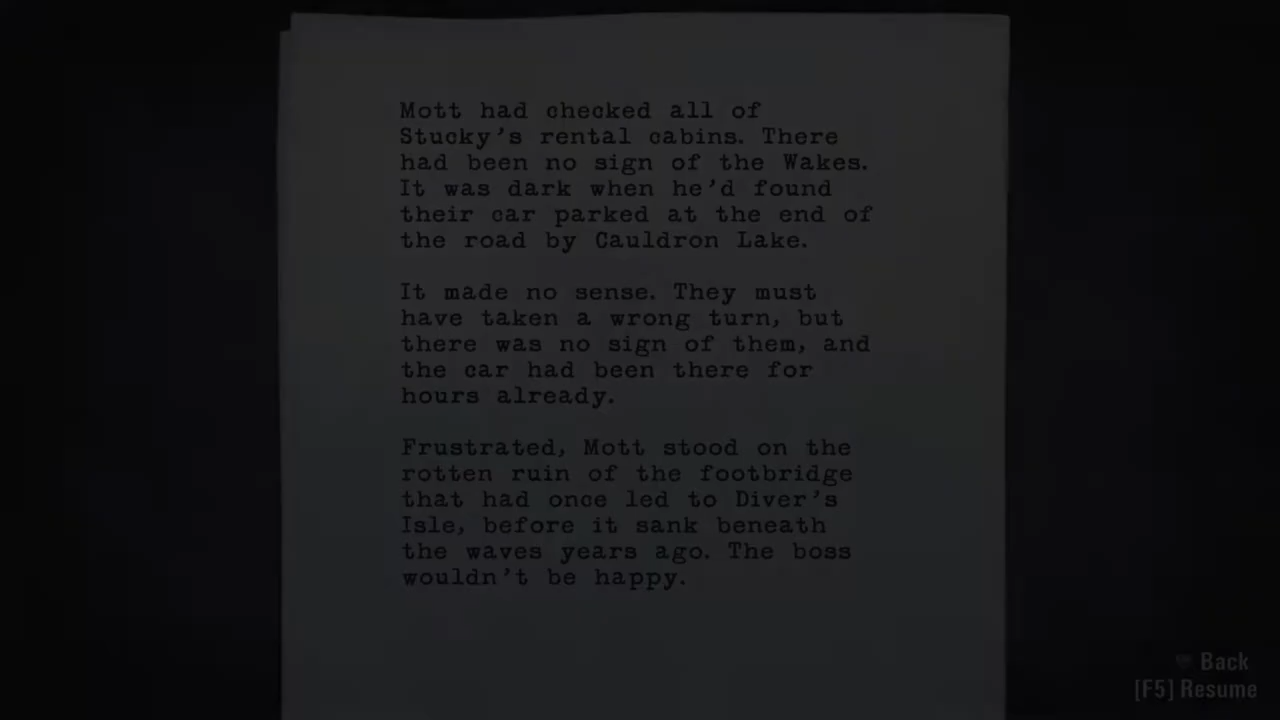 Mott had checked all of
Stucky's rental cabins. There
had been no sign of the Wakes.
It was dark when he'd found
their car parked at the end of
the road by Cauldron Lake.
It made no sense. They must
have taken a wrong turn, but
there was no sign of them, and
the car had been there for
hours already.
Frustrated, Mott stood on the
rotten ruin of the footbridge
that had once led to Diver's
Isle, before it sank beneath
the waves years ago. The boss
wouldn't be happy.
Back
[F5] Resume